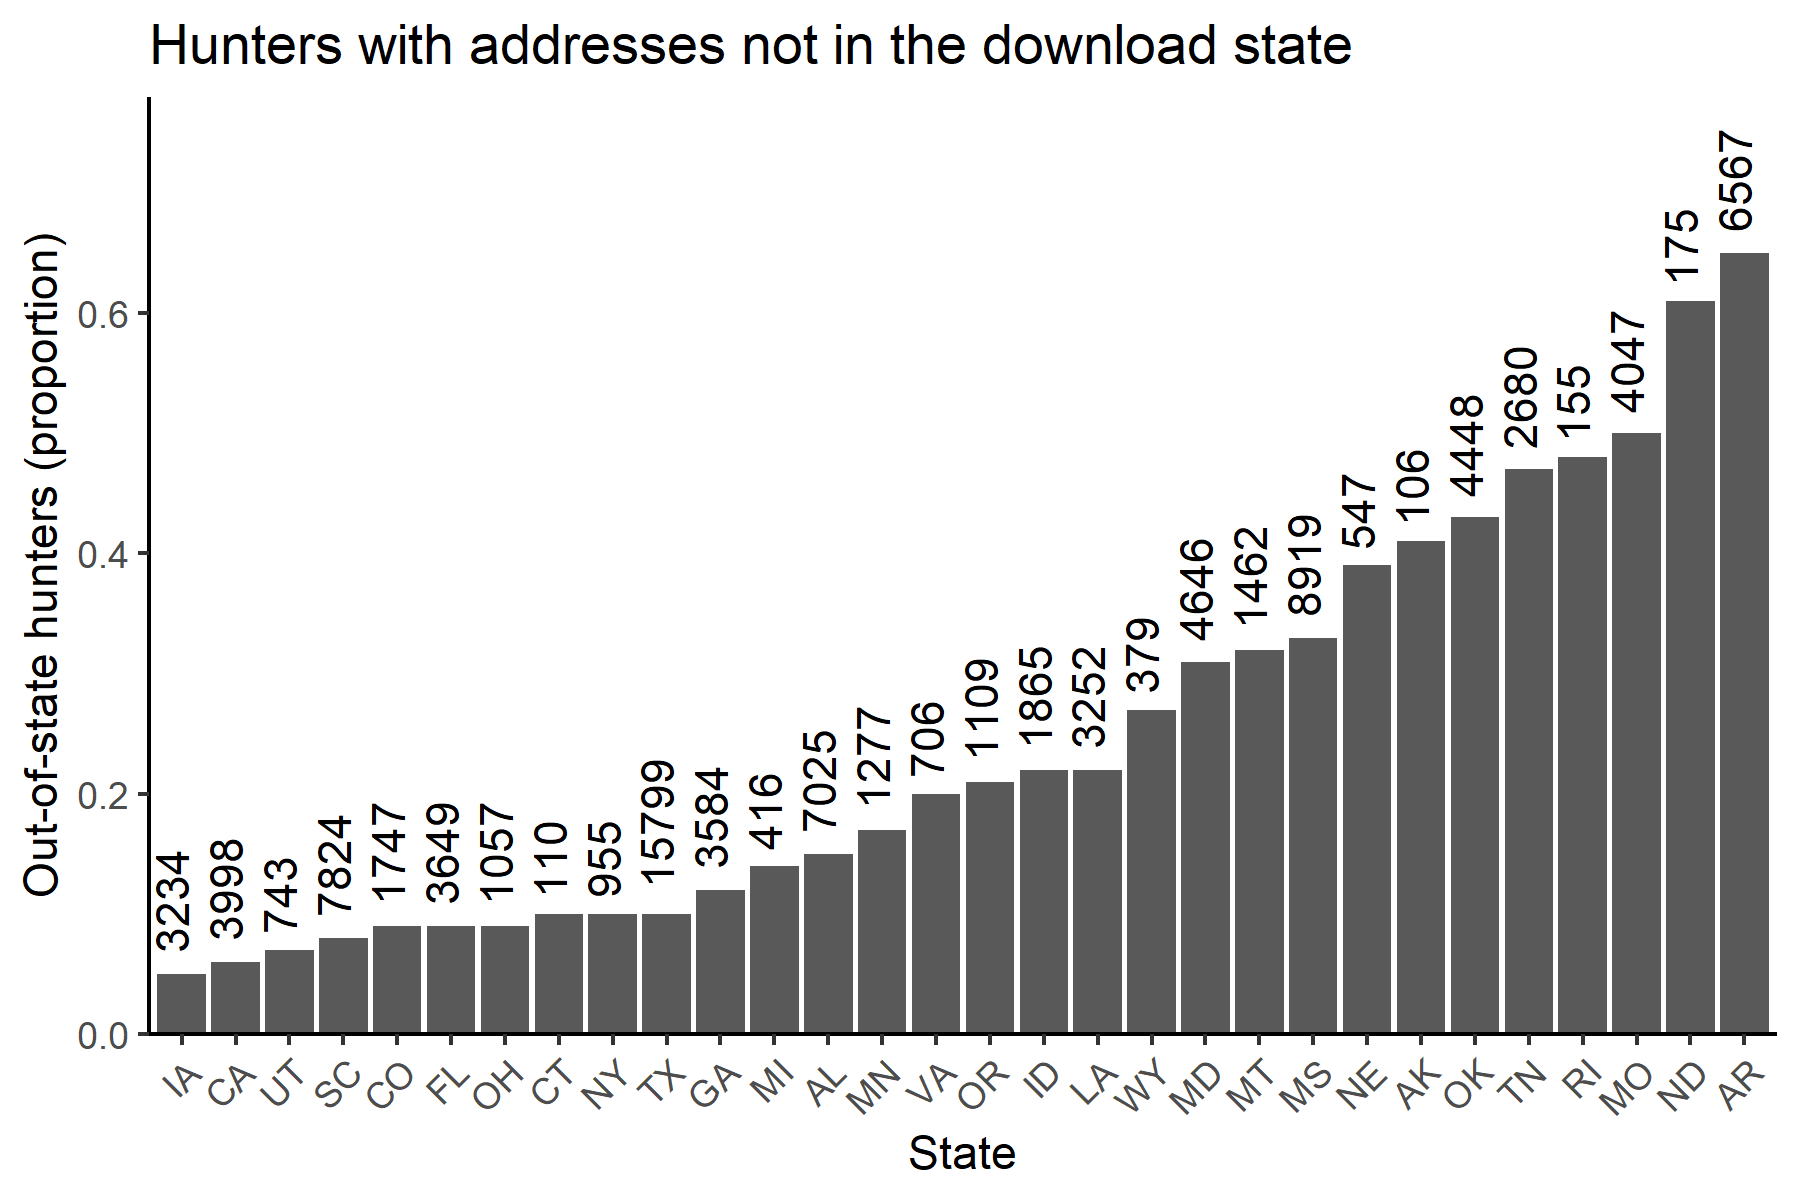 Hunters with addresses not in the download state
Out-of-state hunters (proportion)
0.6
0.4
0.2
0.0
3234
3998
743
7824
1747
3649
1057
110
955
15799
3584
416
7025
1277
706
1109
1865
3252
379
4646
1462
8919
547
106
4448
2680
155
4047
175
6567
IA
CA
UT
SC
CO
FL
OH
CT
NY
TX
GA
MI
AL
MN
VA
OR
ID
LA
WY
MD
MT
MS
NE
AK
OK
TN
RI
MO
ND
AR
State